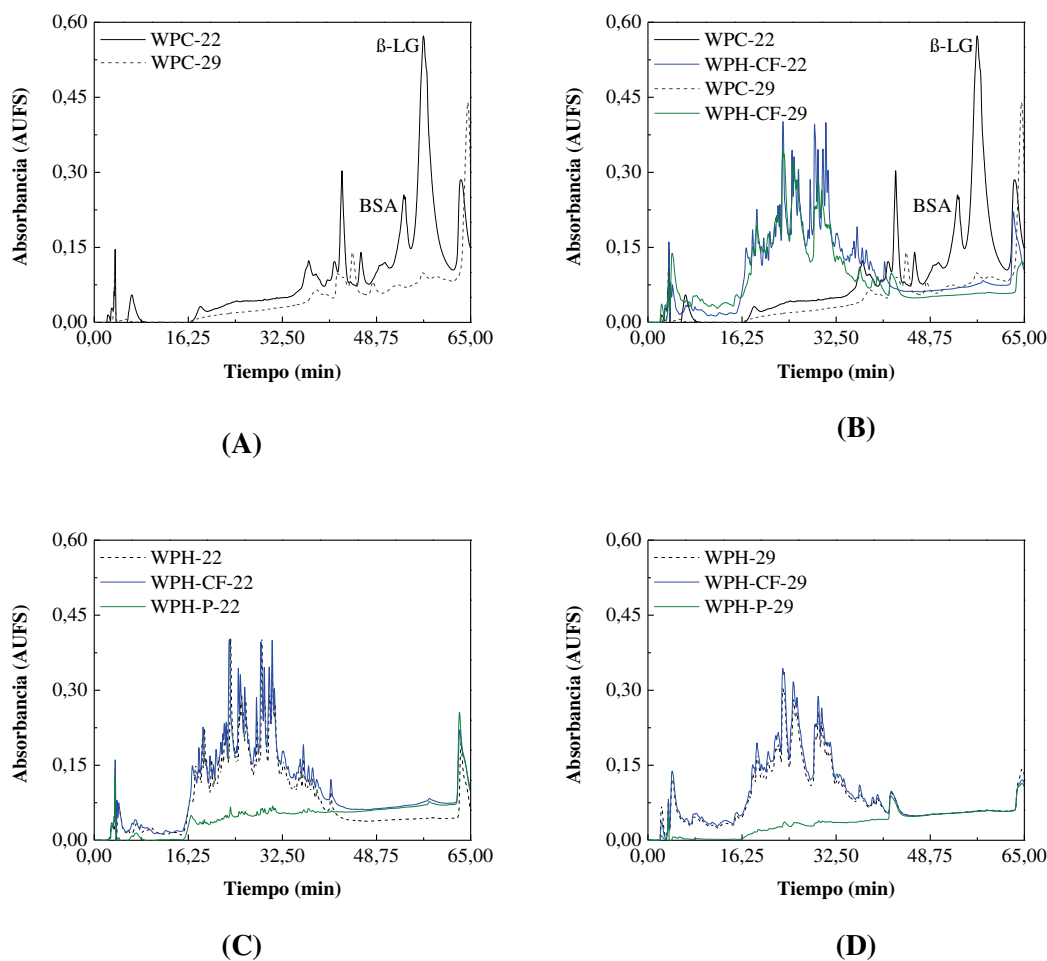 0,60
0,45
0,30
0,15
0,00
Absorbancia (AUFS)
WPC-22
WPC-29
ß-LG
BSA
0,00 16,25 32,50 48,75 65,00
Tiempo (min)
(A)
0,60
0,45
0,30
0,15
0,00
Absorbancia (AUFS)
WPC-22
WPH-CF-22
WPC-29
WPH-CF-29
ß-LG
BSA
0,00 16,25 32,50 48,75 65,00
Tiempo (min)
(B)
0,60
0,45
0,30
0,15
0,00
Absorbancia (AUFS)
WPH-22
WPH-CF-22
WPH-P-22
0,00 16,25 32,50 48,75 65,00
Tiempo (min)
(C)
0,60
0,45
0,30
0,15
0,00
Absorbancia (AUFS)
WPH-29
WPH-CF-29
WPH-P-29
0,00 16,25 32,50 48,75 65,00
Tiempo (min)
(D)